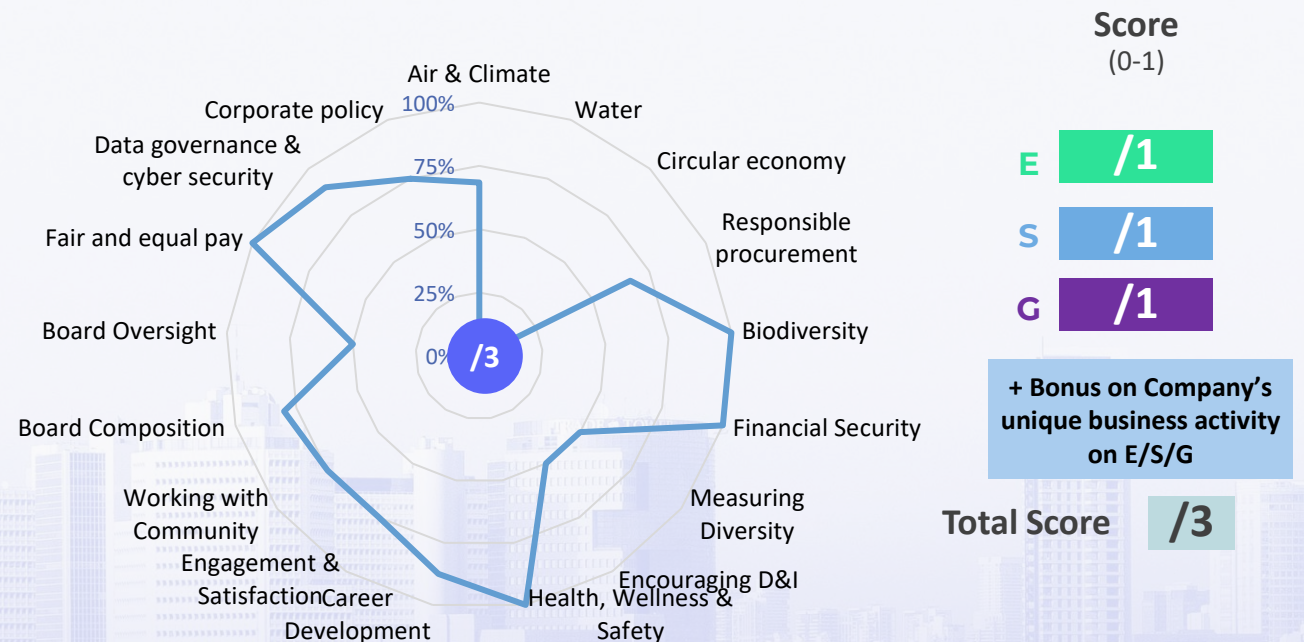 Score
(0-1)
Air & Climate
Corporate policy
100%
Water
Data governance &
cyber security
Circular economy
75%
E
/1
Fair and equal pay
50%
Responsible
procurement
S
/1
25%
G
/1
Board Oversight
0%
/3
Biodiversity
+ Bonus on Company's
unique business activity
on E/S/G
Board Composition
Financial Security
Working with
Community
Measuring
Diversity
Total Score
/3
Engagement &
Satisfaction
Career
Development
Encouraging D&I
Health, Wellness &
Safety